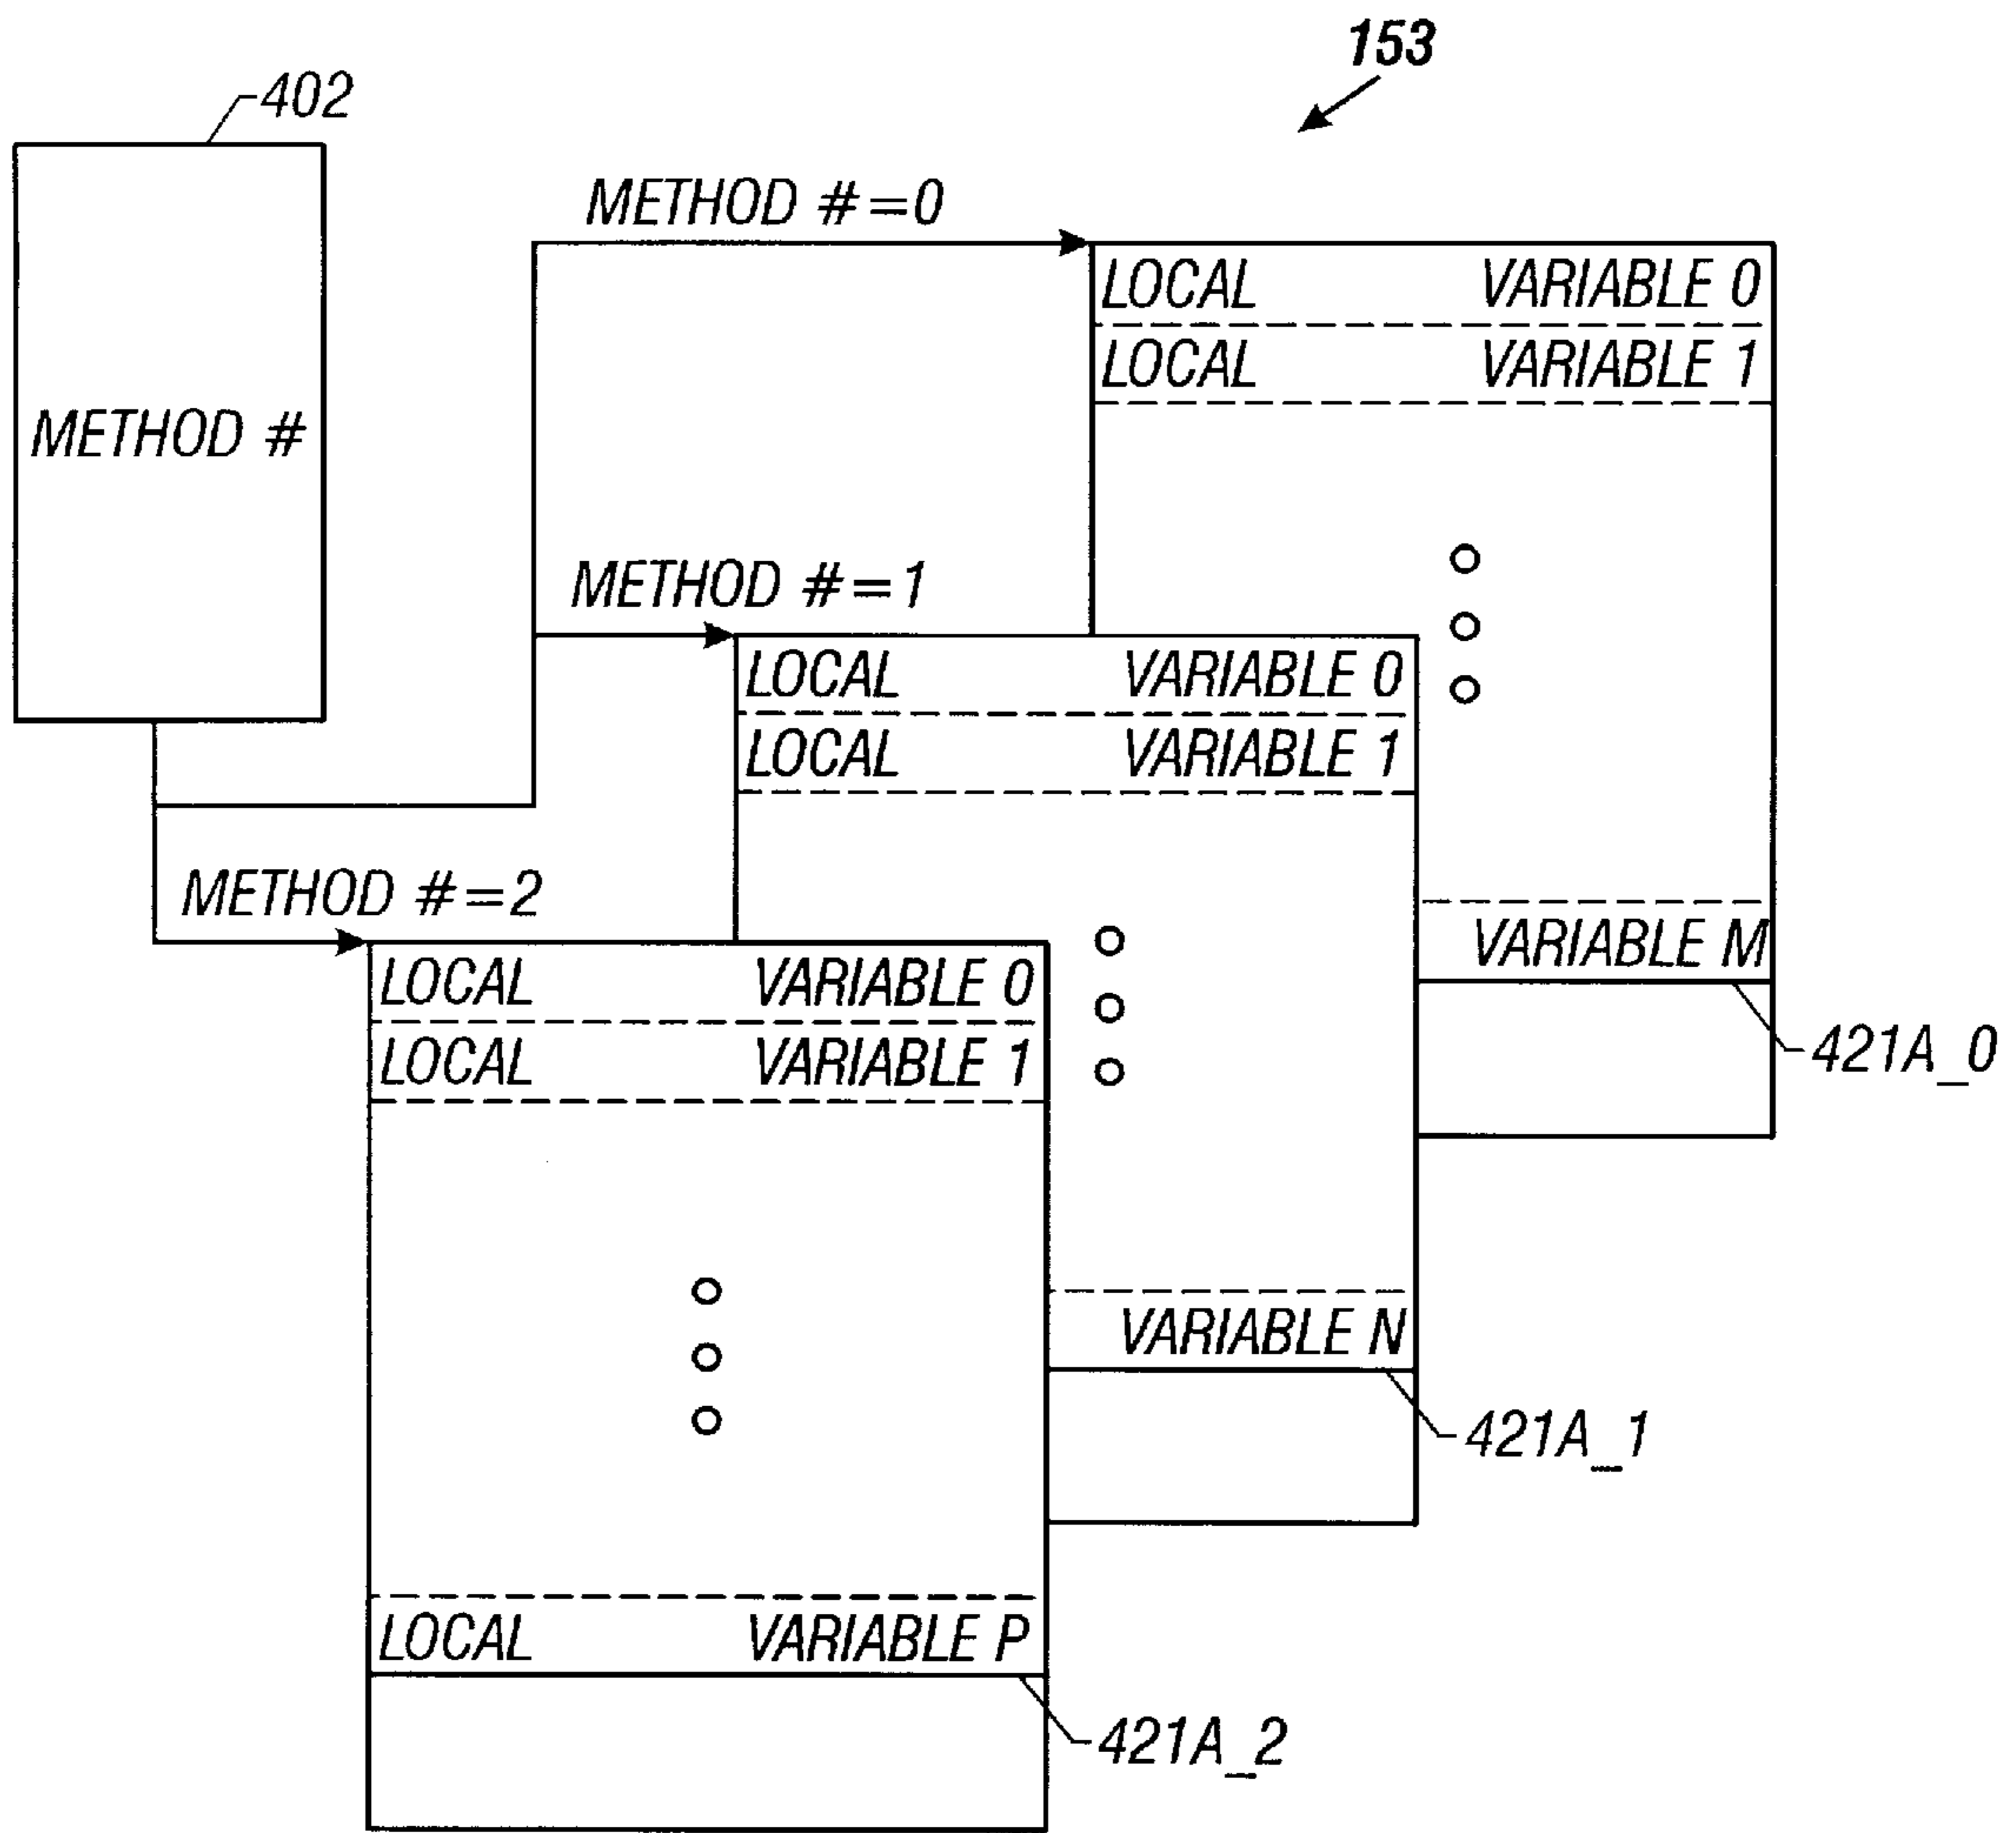 153
402
METHOD #
METHOD #=0
LOCAL VARIABLE 0
LOCAL VARIABLE 1
METHOD #=1
LOCAL VARIABLE 0
LOCAL VARIABLE 1
VARIABLE M
421A_0
METHOD #=2
LOCAL VARIABLE 0
LOCAL VARIABLE 1
VARIABLE N
421A_1
LOCAL VARIABLE P
421A_2